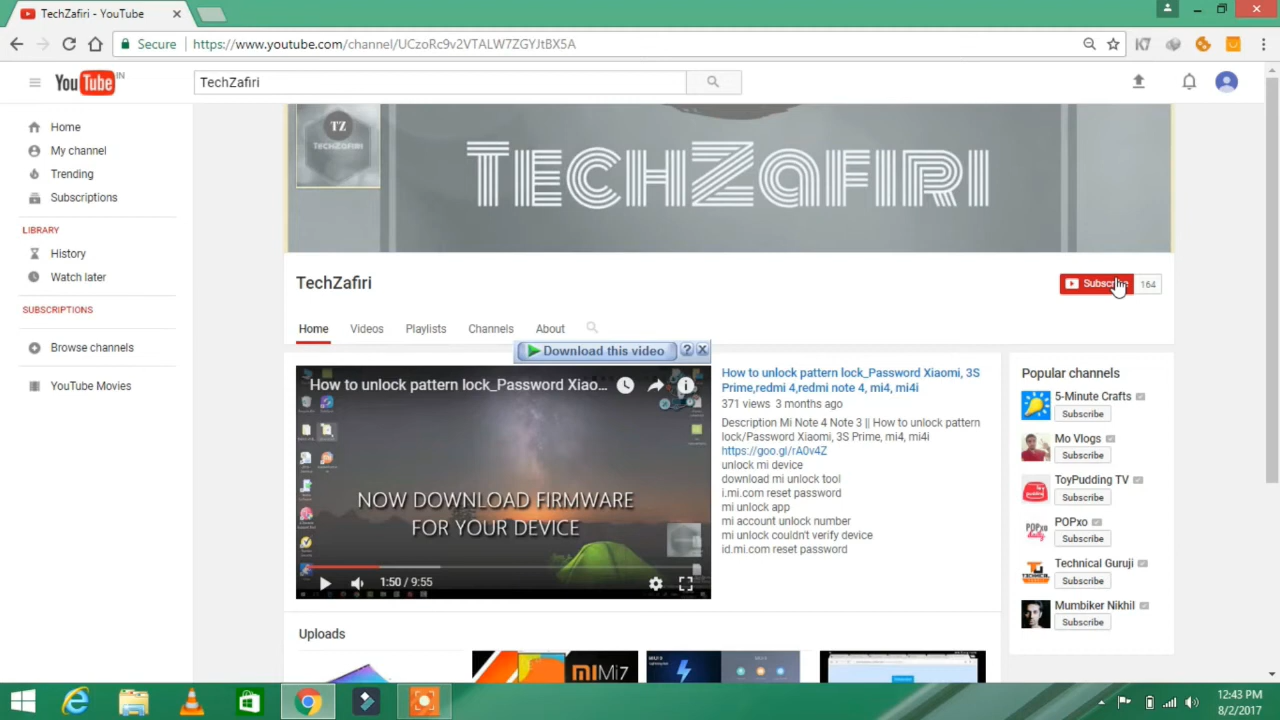 TechZafiri - YouTube
Secure
https://www.youtube.com/channel/UCzoRc9v2VTALW7ZGYJtBX5A
YouTube IN
TechZafiri
Home
My channel
Trending
Subscriptions
LIBRARY
History
Watch later
SUBSCRIPTIONS
Browse channels
YouTube Movies
TZ
TECHZAFIRI
TECHZaFIRI
TechZafiri
Subscribe 164
Home Videos Playlists Channels About
Download this video ? X
How to unlock pattern lock_Password Xiao...
NOW DOWNLOAD FIRMWARE
FOR YOUR DEVICE
1:50 / 9:55
How to unlock pattern lock_Password Xiaomi, 3S
Prime,redmi 4,redmi note 4, mi4, mi4i
371 views 3 months ago
Description Mi Note 4 Note 3 || How to unlock pattern
lock/Password Xiaomi, 3S Prime, mi4, mi4i
https://goo.gl/rA0v4Z
unlock mi device
download mi unlock tool
i.mi.com reset password
mi unlock app
mi account unlock number
mi unlock couldn't verify device
id.mi.com reset password
Popular channels
5-Minute Crafts
Subscribe
Mo Vlogs
Subscribe
ToyPudding TV
Subscribe
POPxo
Subscribe
Technical Guruji
Subscribe
Mumbiker Nikhil
Subscribe
Uploads
Mi7
12:43 PM
8/2/2017